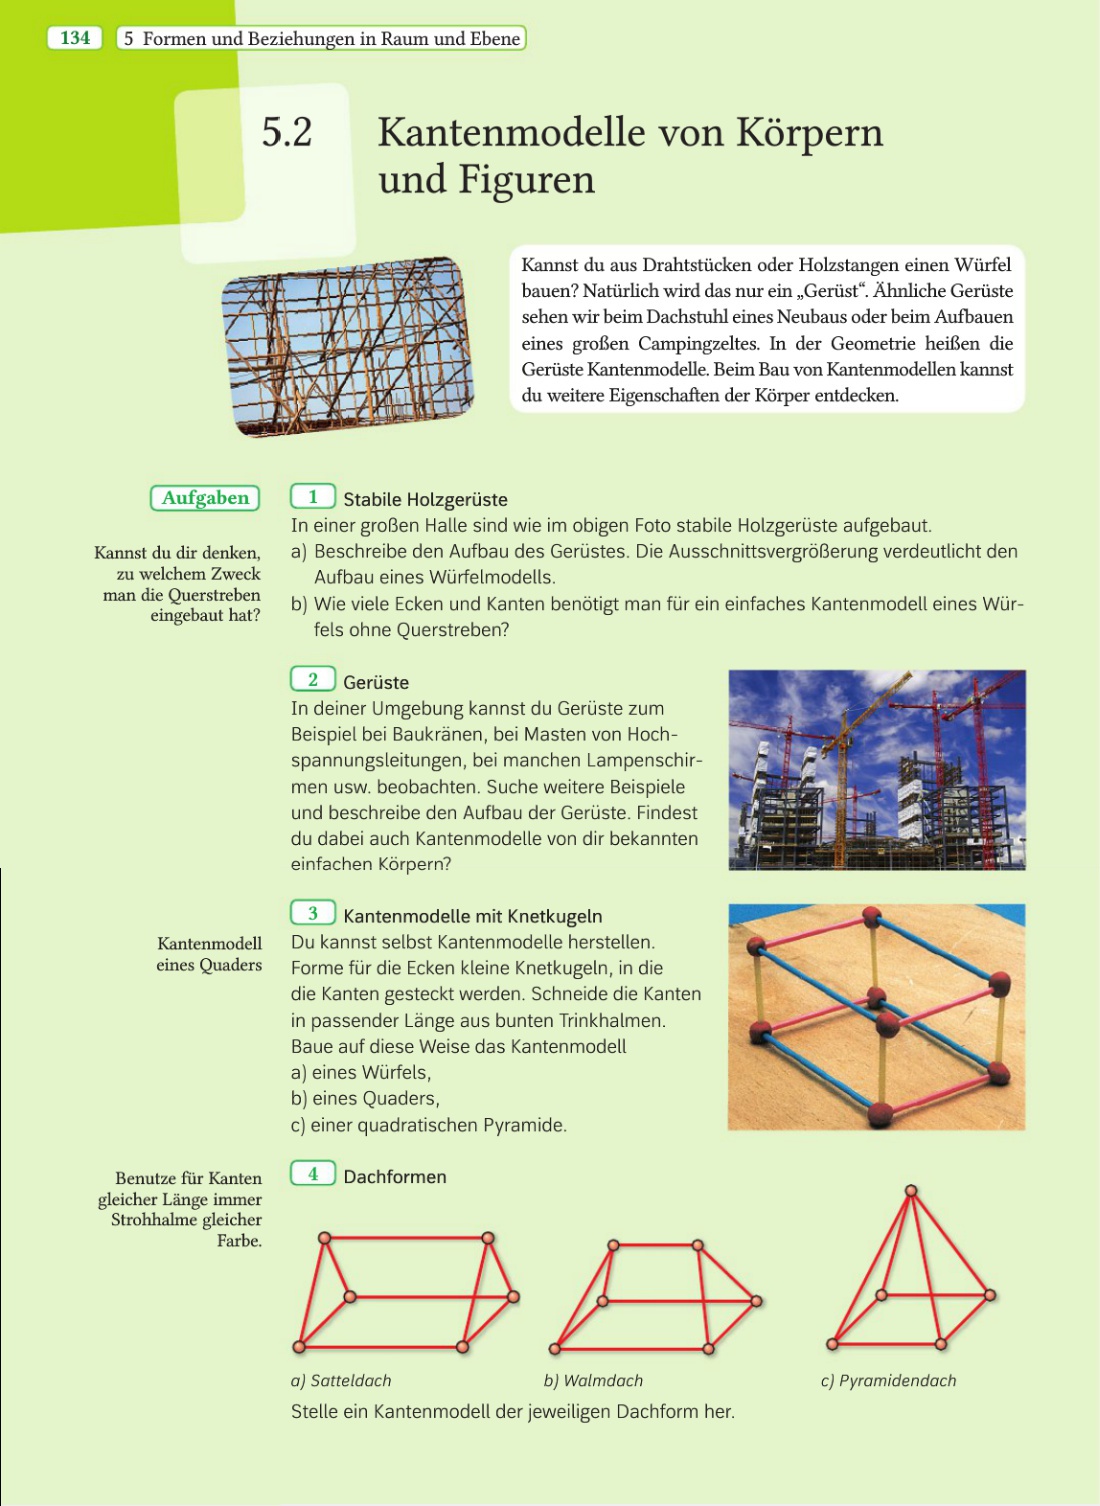 134
5 Formen und Beziehungen in Raum und Ebene
5.2
Kantenmodelle von Körpern
und Figuren
Kannst du aus Drahtstücken oder Holzstangen einen Würfel
bauen? Natürlich wird das nur ein „Gerüst“. Ähnliche Gerüste
sehen wir beim Dachstuhl eines Neubaus oder beim Aufbauen
eines großen Campingzeltes. In der Geometrie heißen die
Gerüste Kantenmodelle. Beim Bau von Kantenmodellen kannst
du weitere Eigenschaften der Körper entdecken.
Aufgaben
Kannst du dir denken,
zu welchem Zweck
man die Querstreben
eingebaut hat?
1 Stabile Holzgerüste
In einer großen Halle sind wie im obigen Foto stabile Holzgerüste aufgebaut.
a) Beschreibe den Aufbau des Gerüstes. Die Ausschnittsvergrößerung verdeutlicht den
Aufbau eines Würfelmodells.
b) Wie viele Ecken und Kanten benötigt man für ein einfaches Kantenmodell eines Wür-
fels ohne Querstreben?
2 Gerüste
In deiner Umgebung kannst du Gerüste zum
Beispiel bei Baukränen, bei Masten von Hoch-
spannungsleitungen, bei manchen Lampenschir-
men usw. beobachten. Suche weitere Beispiele
und beschreibe den Aufbau der Gerüste. Findest
du dabei auch Kantenmodelle von dir bekannten
einfachen Körpern?
Kantenmodell
eines Quaders
3 Kantenmodelle mit Knetkugeln
Du kannst selbst Kantenmodelle herstellen.
Forme für die Ecken kleine Knetkugeln, in die
die Kanten gesteckt werden. Schneide die Kanten
in passender Länge aus bunten Trinkhalmen.
Baue auf diese Weise das Kantenmodell
a) eines Würfels,
b) eines Quaders,
c) einer quadratischen Pyramide.
Benutze für Kanten
gleicher Länge immer
Strohhalme gleicher
Farbe.
4 Dachformen
a) Satteldach
b) Walmdach
c) Pyramidendach
Stelle ein Kantenmodell der jeweiligen Dachform her.